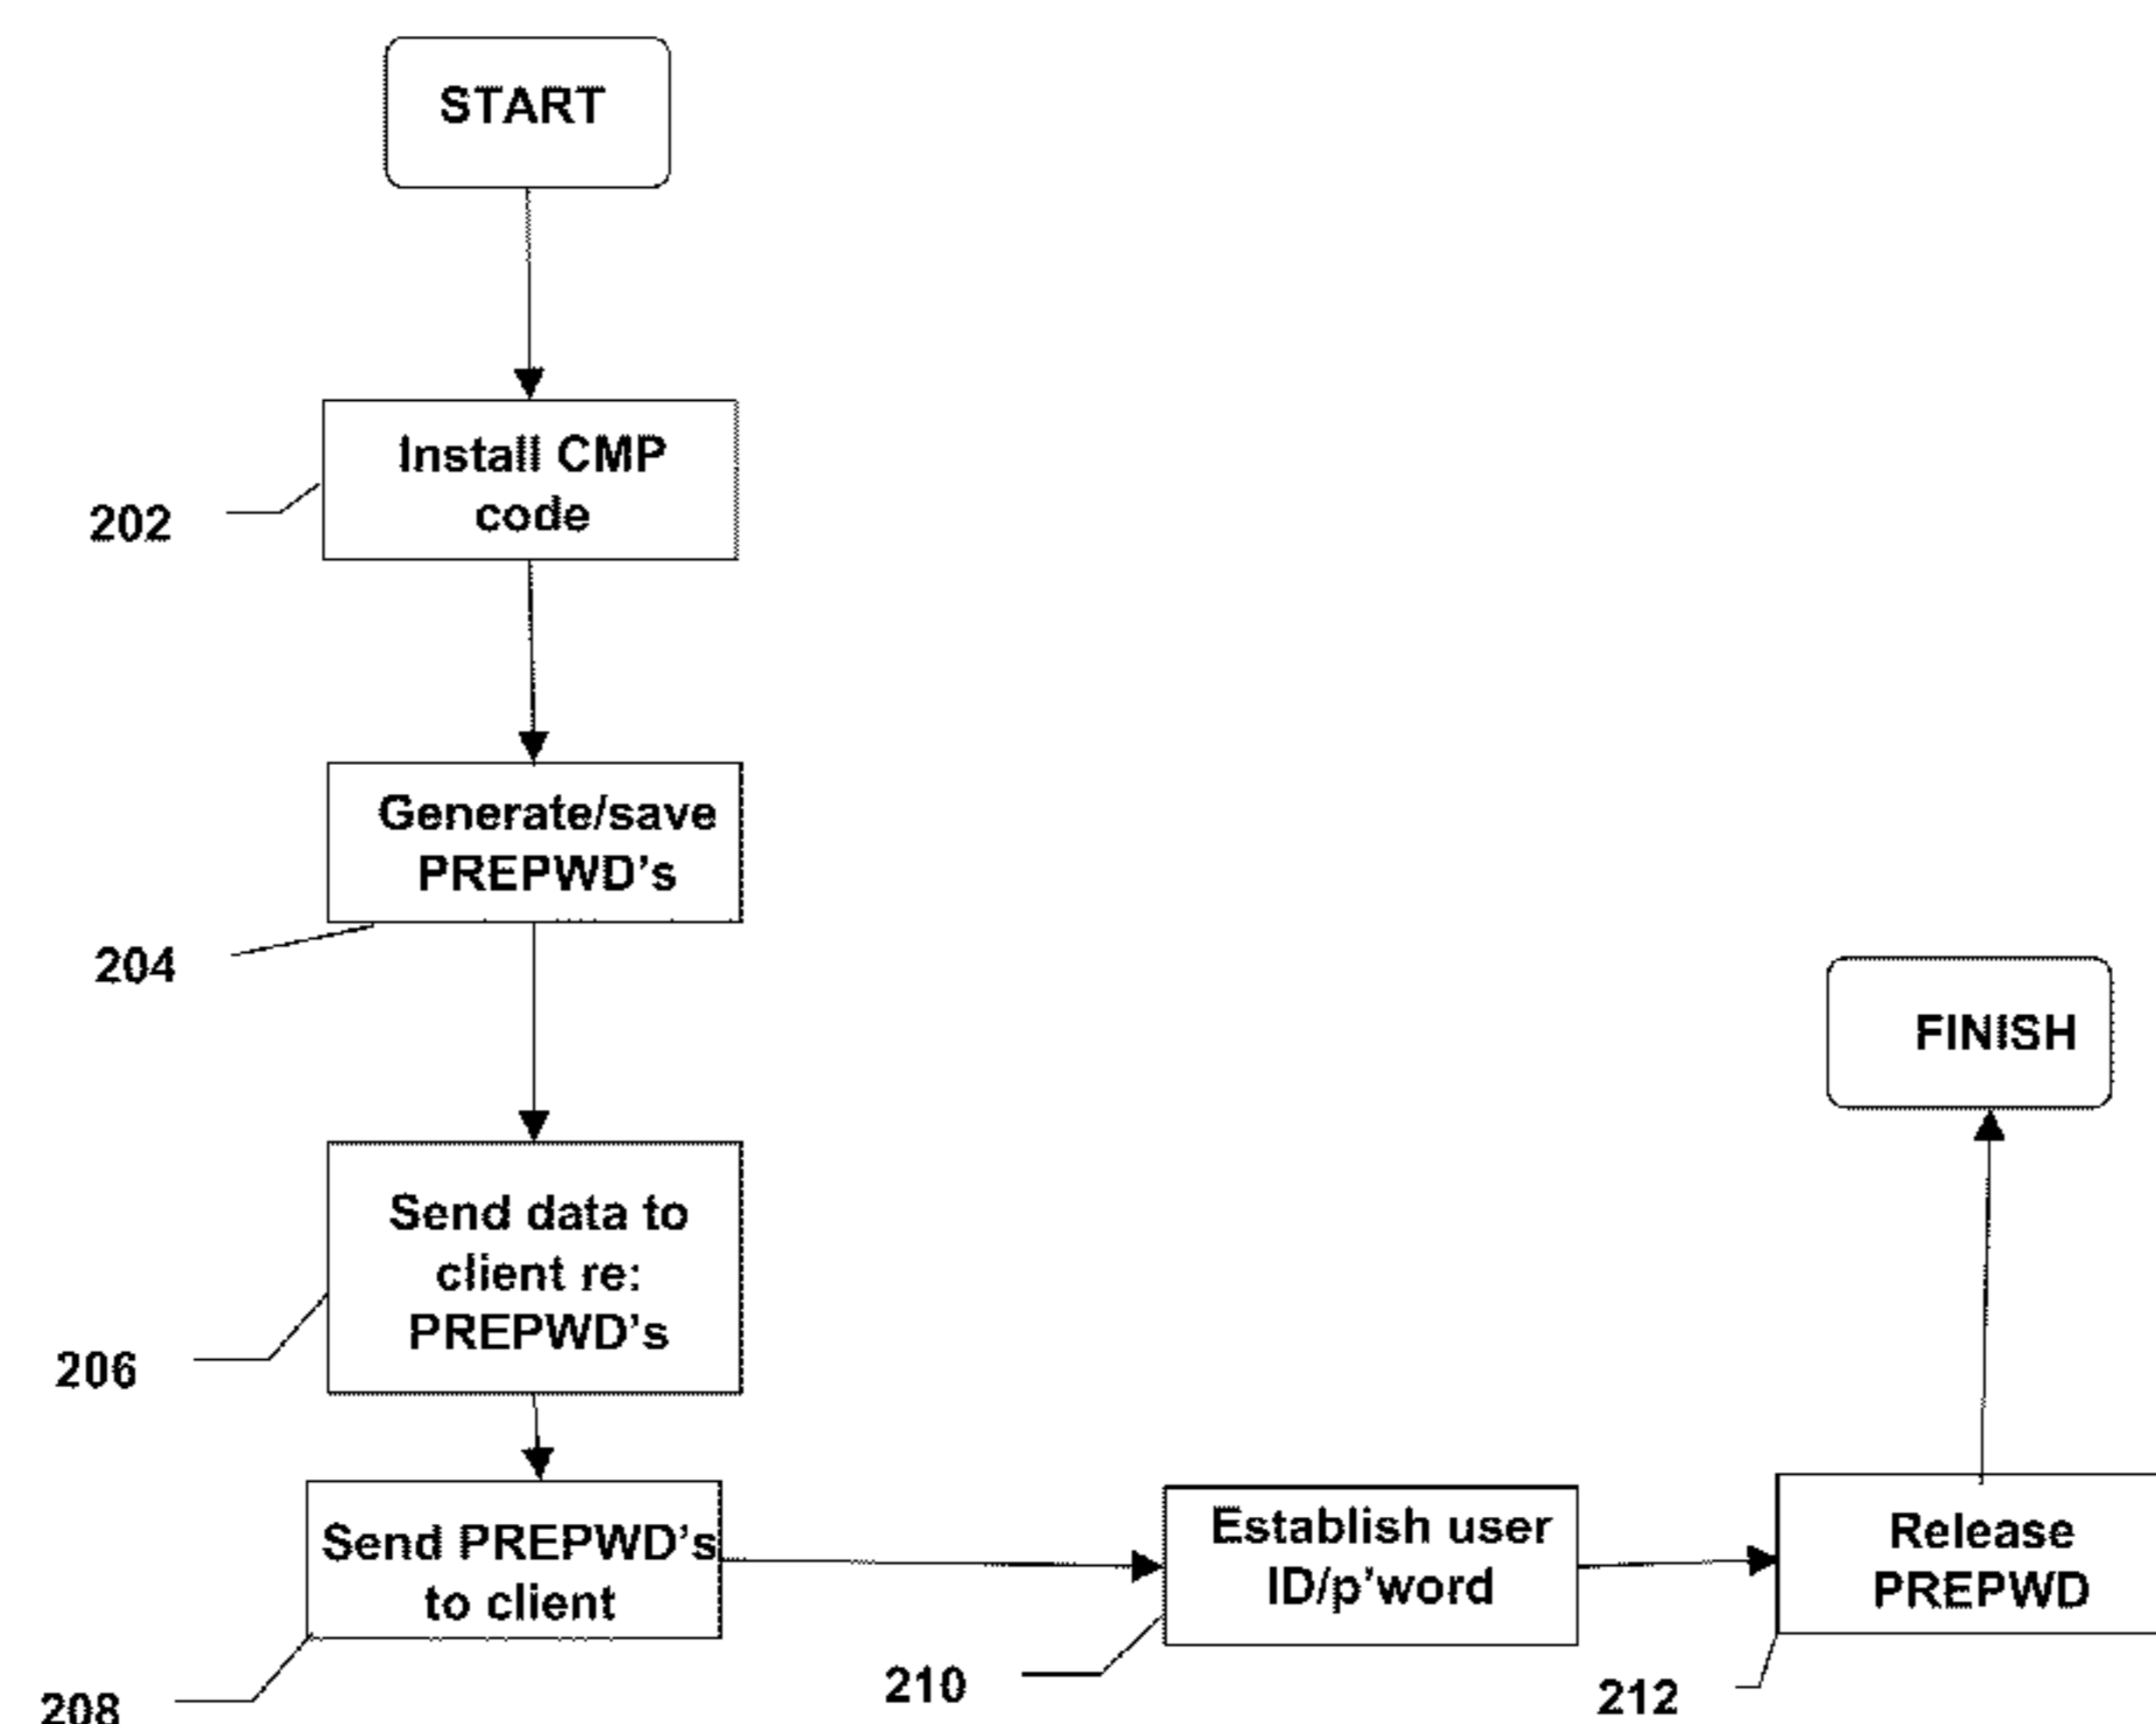 START
Install CMP
code
202
Generate/save
PREPWD's
204
Send data to
client re:
PREPWD's
206
Send PREPWD's
to client
208
Establish user
ID/p'word
210
Release
PREPWD
212
FINISH